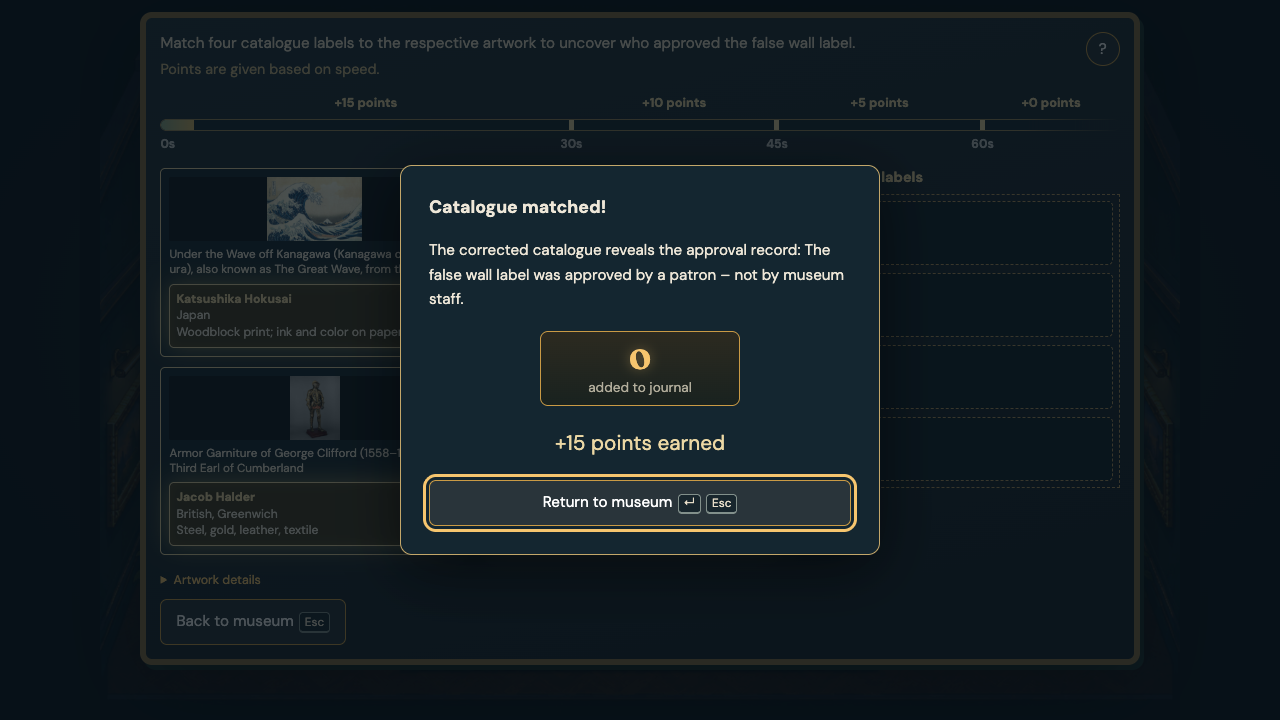 Match four catalogue labels to the respective artwork to uncover who approved the false wall label.
Points are given based on speed.
?
+15 points
+10 points
+5 points
+0 points
0s
30s
45s
60s
labels
Under the Wave off Kanagawa (Kanagawa o
ura), also known as The Great Wave, from t
Katsushika Hokusai
Japan
Woodblock print; ink and color on paper
Armor Garniture of George Clifford (1558–1
Third Earl of Cumberland
Jacob Halder
British, Greenwich
Steel, gold, leather, textile
Artwork details
Back to museum Esc
Catalogue matched!
The corrected catalogue reveals the approval record: The
false wall label was approved by a patron – not by museum
staff.
0
added to journal
+15 points earned
Return to museum ↵ Esc